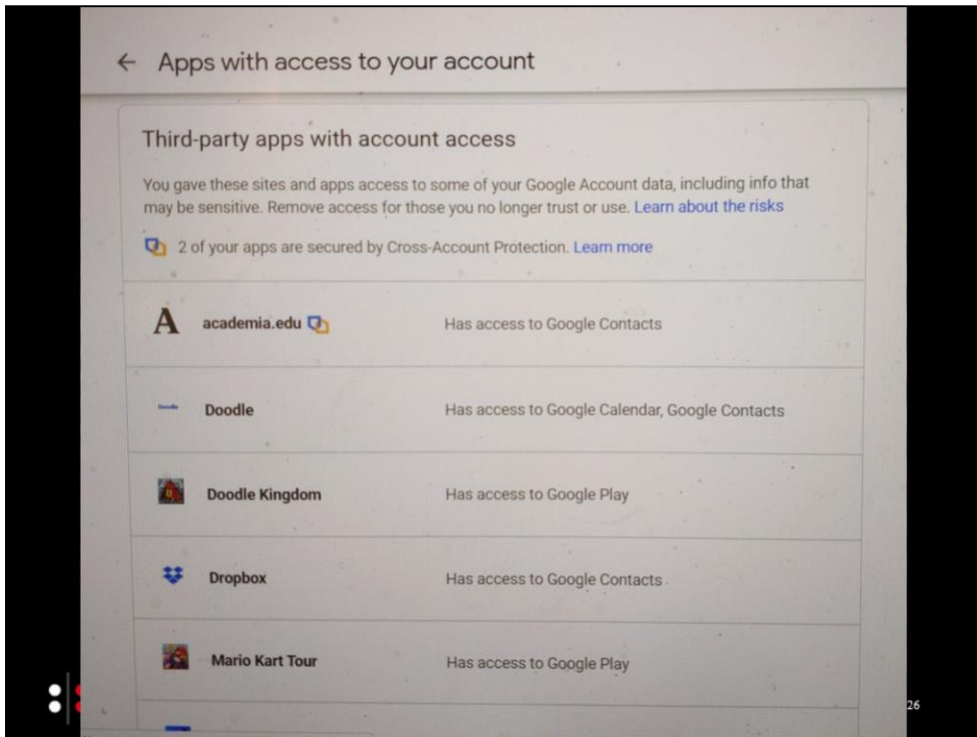 ← Apps with access to your account
Third-party apps with account access
You gave these sites and apps access to some of your Google Account data, including info that
may be sensitive. Remove access for those you no longer trust or use. Learn about the risks
2 of your apps are secured by Cross-Account Protection. Learn more
A academia.edu Has access to Google Contacts
Doodle Doodle Has access to Google Calendar, Google Contacts
Doodle Kingdom Has access to Google Play
Dropbox Has access to Google Contacts
Mario Kart Tour Has access to Google Play
26